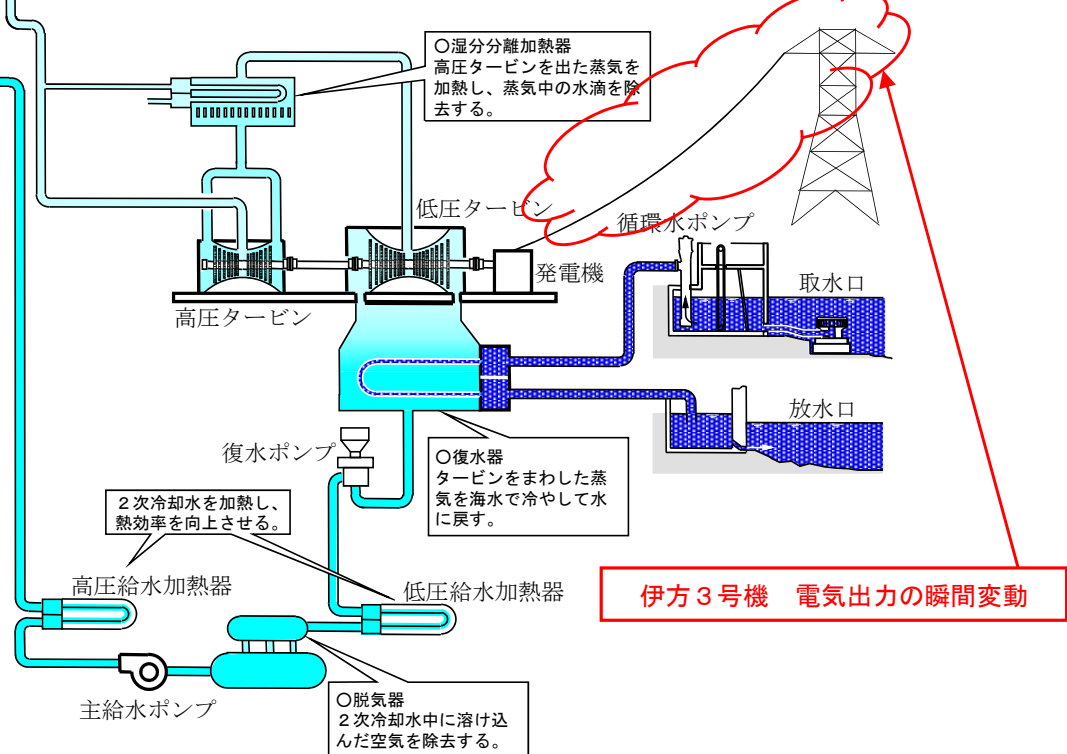 ○湿分分離加熱器
高圧タービンを出た蒸気を
加熱し、蒸気中の水滴を除
去する。
低圧タービン
循環水ポンプ
発電機
取水口
高圧タービン
放水口
復水ポンプ
○復水器
タービンをまわした蒸
気を海水で冷やして水
に戻す。
２次冷却水を加熱し、
熱効率を向上させる。
高圧給水加熱器
低圧給水加熱器
伊方３号機　電気出力の瞬間変動
○脱気器
２次冷却水中に溶け込
んだ空気を除去する。
主給水ポンプ